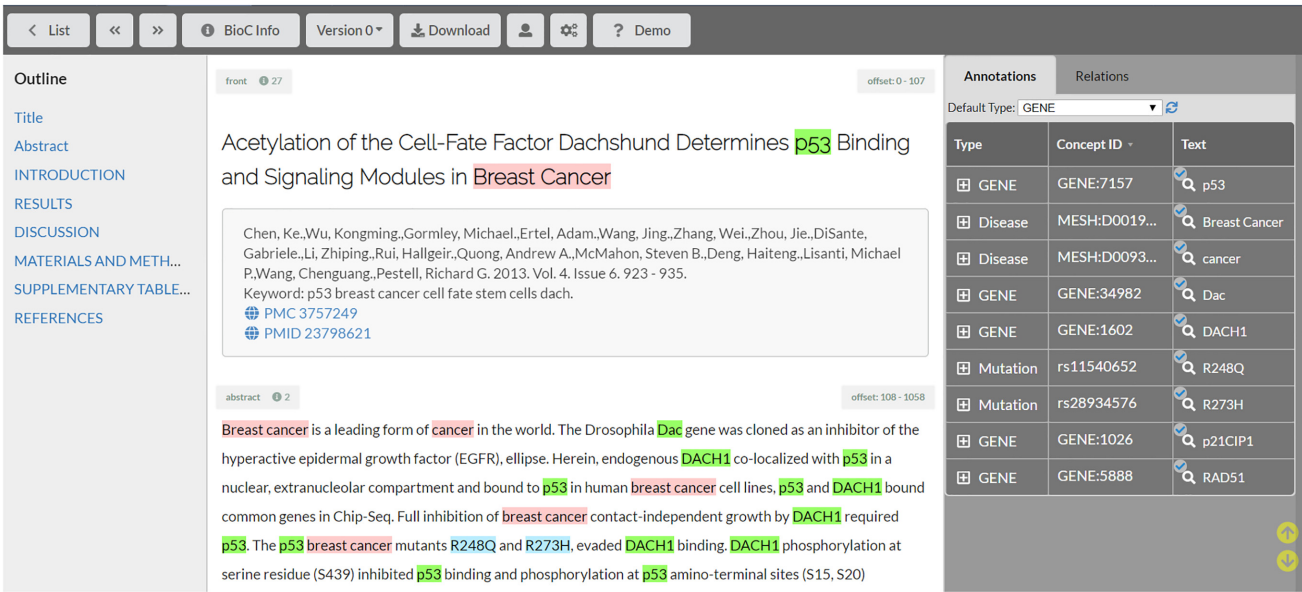 List
BioC Info
Version 0
Download
? Demo
Outline
Title
Abstract
INTRODUCTION
RESULTS
DISCUSSION
MATERIALS AND METH...
SUPPLEMENTARY TABLE...
REFERENCES
front 27
offset: 0 - 107
Acetylation of the Cell-Fate Factor Dachshund Determines p53 Binding
and Signaling Modules in Breast Cancer
Chen, Ke.,Wu, Kongming.,Gormley, Michael.,Ertel, Adam.,Wang, Jing.,Zhang, Wei.,Zhou, Jie.,DiSante,
Gabriele.,Li, Zhiping.,Rui, Hallgeir.,Quong, Andrew A.,McMahon, Steven B.,Deng, Haiteng.,Lisanti, Michael
P.,Wang, Chenguang.,Pestell, Richard G. 2013. Vol. 4. Issue 6. 923 - 935.
Keyword: p53 breast cancer cell fate stem cells dach.
PMC 3757249
PMID 23798621
abstract 2
offset: 108 - 1058
Breast cancer is a leading form of cancer in the world. The Drosophila Dac gene was cloned as an inhibitor of the
hyperactive epidermal growth factor (EGFR), ellipse. Herein, endogenous DACH1 co-localized with p53 in a
nuclear, extranucleolar compartment and bound to p53 in human breast cancer cell lines, p53 and DACH1 bound
common genes in Chip-Seq. Full inhibition of breast cancer contact-independent growth by DACH1 required
p53. The p53 breast cancer mutants R248Q and R273H, evaded DACH1 binding. DACH1 phosphorylation at
serine residue (S439) inhibited p53 binding and phosphorylation at p53 amino-terminal sites (S15, S20)
Annotations Relations
Default Type: GENE
Type Concept ID Text
GENE GENE:7157 p53
Disease MESH:D0019... Breast Cancer
Disease MESH:D0093... cancer
GENE GENE:34982 Dac
GENE GENE:1602 DACH1
Mutation rs11540652 R248Q
Mutation rs28934576 R273H
GENE GENE:1026 p21CIP1
GENE GENE:5888 RAD51